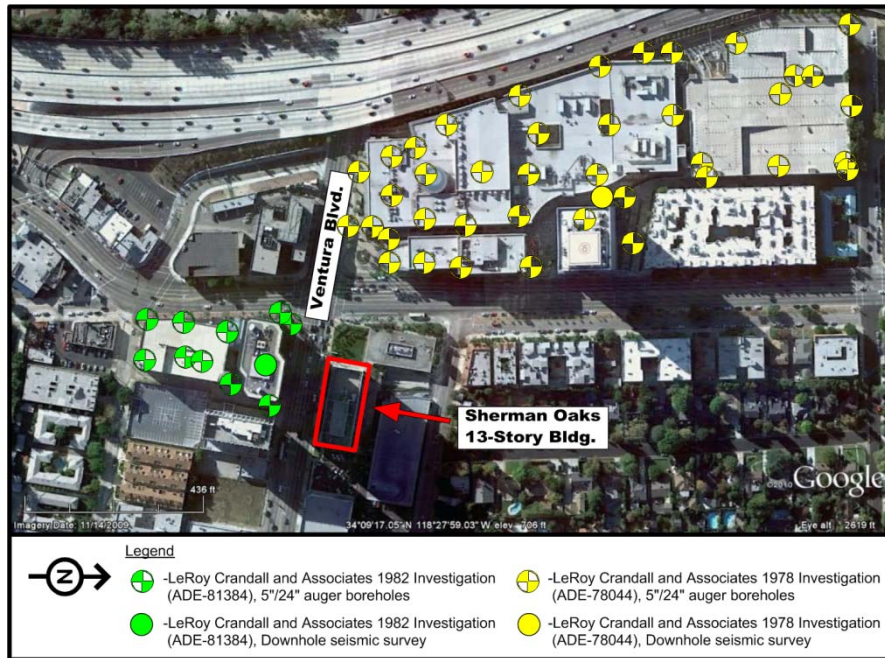 Ventura Blvd.
Sherman Oaks
13-Story Bldg.
436 ft
©2010 Google
Imagery Date: 11/14/2009
34°09'17.05" N 118°27'59.03" W elev 706 ft
Eye alt 2619 ft
Legend
N
-LeRoy Crandall and Associates 1982 Investigation
(ADE-81384), 5"/24" auger boreholes
-LeRoy Crandall and Associates 1982 Investigation
(ADE-81384), Downhole seismic survey
-LeRoy Crandall and Associates 1978 Investigation
(ADE-78044), 5"/24" auger boreholes
-LeRoy Crandall and Associates 1978 Investigation
(ADE-78044), Downhole seismic survey